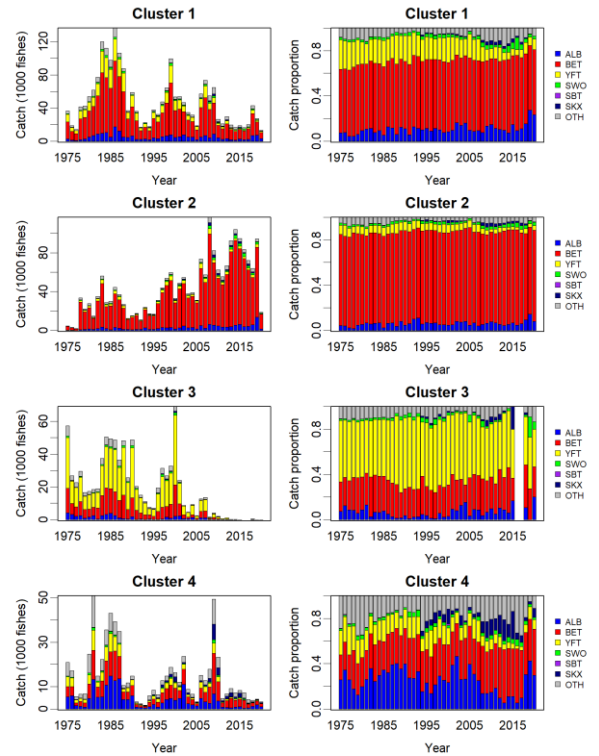 Cluster 1
Catch (1000 fishes)
120
80
40
0
1975 1985 1995 2005 2015
Year
Cluster 1
Catch proportion
0.8
0.4
0.0
1975 1985 1995 2005 2015
Year
ALB
BET
YFT
SWO
SBT
SKX
OTH
Cluster 2
Catch (1000 fishes)
80
40
0
1975 1985 1995 2005 2015
Year
Cluster 2
Catch proportion
0.8
0.4
0.0
1975 1985 1995 2005 2015
Year
ALB
BET
YFT
SWO
SBT
SKX
OTH
Cluster 3
Catch (1000 fishes)
60
40
20
0
1975 1985 1995 2005 2015
Year
Cluster 3
Catch proportion
0.8
0.4
0.0
1975 1985 1995 2005 2015
Year
ALB
BET
YFT
SWO
SBT
SKX
OTH
Cluster 4
Catch (1000 fishes)
50
30
10
0
1975 1985 1995 2005 2015
Year
Cluster 4
Catch proportion
0.8
0.4
0.0
1975 1985 1995 2005 2015
Year
ALB
BET
YFT
SWO
SBT
SKX
OTH